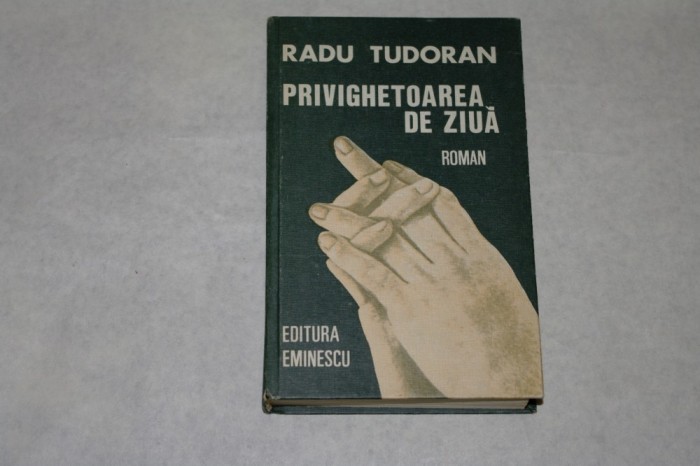 RADU TUDORAN
PRIVIGHETOAREA
DE ZIUĂ
ROMAN
EDITURA
EMINESCU